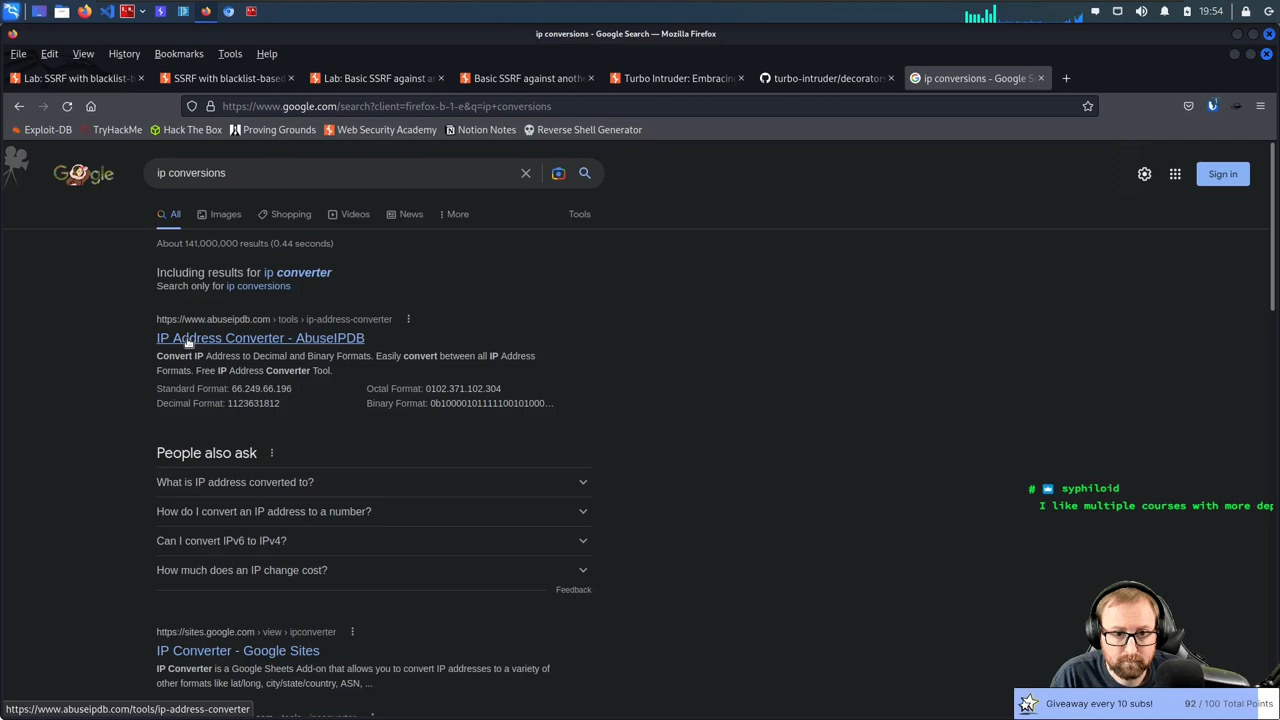 19:54
ip conversions - Google Search — Mozilla Firefox
File Edit View History Bookmarks Tools Help
Lab: SSRF with blacklist-b
SSRF with blacklist-based
Lab: Basic SSRF against an
Basic SSRF against anothe
Turbo Intruder: Embracin
turbo-intruder/decorators
ip conversions - Google S
https://www.google.com/search?client=firefox-b-1-e&q=ip+conversions
Exploit-DB TryHackMe Hack The Box Proving Grounds Web Security Academy Notion Notes Reverse Shell Generator
Google
ip conversions
Sign in
All Images Shopping Videos News More Tools
About 141,000,000 results (0.44 seconds)
Including results for ip converter
Search only for ip conversions
https://www.abuseipdb.com › tools › ip-address-converter
IP Address Converter - AbuseIPDB
Convert IP Address to Decimal and Binary Formats. Easily convert between all IP Address
Formats. Free IP Address Converter Tool.
Standard Format: 66.249.66.196 Octal Format: 0102.371.102.304
Decimal Format: 1123631812 Binary Format: 0b10000101111100101000…
People also ask
What is IP address converted to?
How do I convert an IP address to a number?
Can I convert IPv6 to IPv4?
How much does an IP change cost?
Feedback
# syphiloid
I like multiple courses with more dep
https://sites.google.com › view › ipconverter
IP Converter - Google Sites
IP Converter is a Google Sheets Add-on that allows you to convert IP addresses to a variety of
other formats like lat/long, city/state/country, ASN, ...
https://www.abuseipdb.com/tools/ip-address-converter
Giveaway every 10 subs! 92 / 100 Total Points